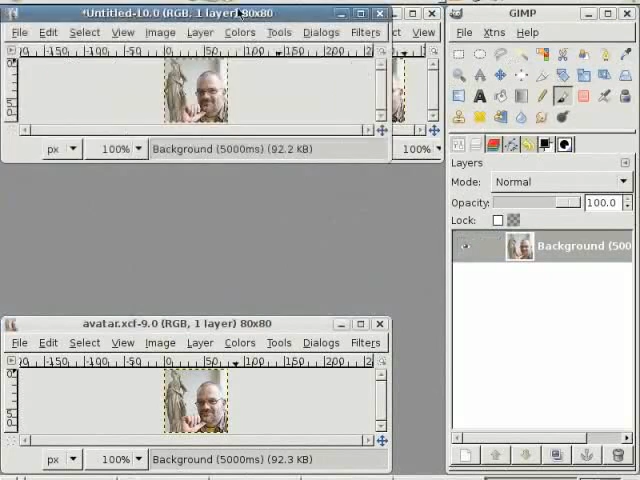 *Untitled-10.0 (RGB, 1 layer) 80x80
File Edit Select View Image Layer Colors Tools Dialogs Filters
-150 -100 -50 0 50 100 150 200
px 100% Background (5000ms) (92.2 KB)
View
100%
avatar.xcf-9.0 (RGB, 1 layer) 80x80
File Edit Select View Image Layer Colors Tools Dialogs Filters
-150 -100 -50 0 50 100 150 200
px 100% Background (5000ms) (92.3 KB)
GIMP
File Xtns Help
Layers
Mode: Normal
Opacity: 100.0
Lock:
Background (500